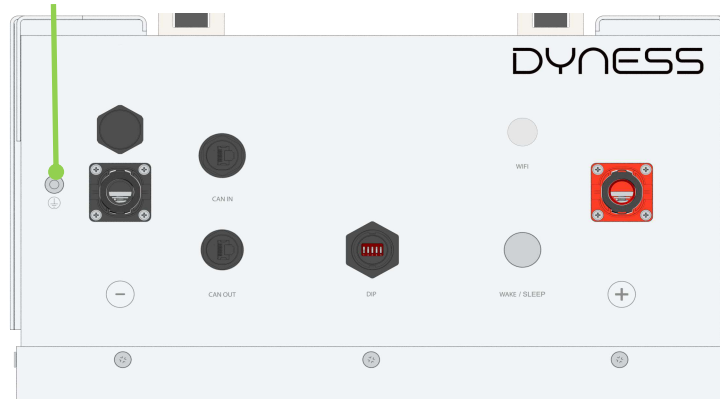 DYNESS
WIFI
CAN IN
CAN OUT
DIP
WAKE / SLEEP
−
+